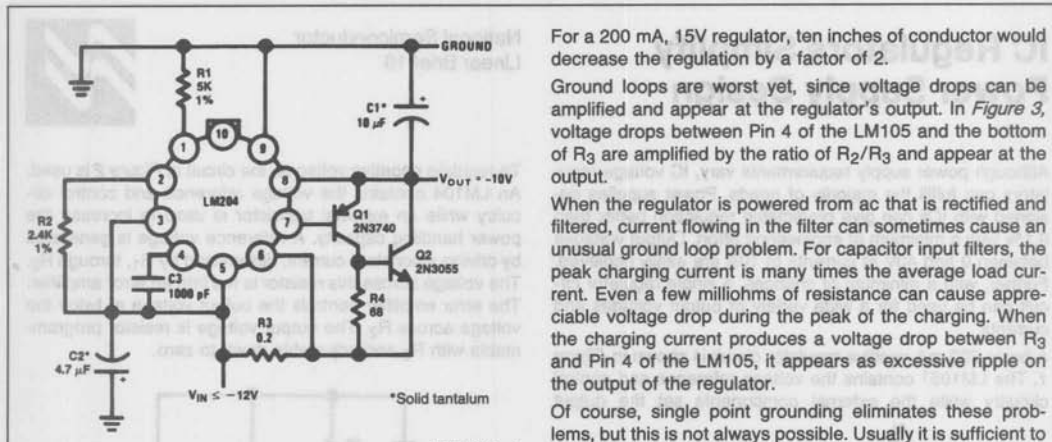 GROUND
R1
5K
1%
C1*
10 μF
+
10
1
9
2
8
LM204
3
7
4
5
6
VOUT = -10V
Q1
2N3740
Q2
2N3055
R2
2.4K
1%
C3
1000 pF
R4
68
R3
0.2
C2*
4.7 μF
+
VIN ≤ -12V
*Solid tantalum
For a 200 mA, 15V regulator, ten inches of conductor would
decrease the regulation by a factor of 2.
Ground loops are worst yet, since voltage drops can be
amplified and appear at the regulator's output. In Figure 3,
voltage drops between Pin 4 of the LM105 and the bottom
of R3 are amplified by the ratio of R2/R3 and appear at the
output.
When the regulator is powered from ac that is rectified and
filtered, current flowing in the filter can sometimes cause an
unusual ground loop problem. For capacitor input filters, the
peak charging current is many times the average load cur-
rent. Even a few milliohms of resistance can cause appre-
ciable voltage drop during the peak of the charging. When
the charging current produces a voltage drop between R3
and Pin 4 of the LM105, it appears as excessive ripple on
the output of the regulator.
Of course, single point grounding eliminates these prob-
lems, but this is not always possible. Usually it is sufficient to